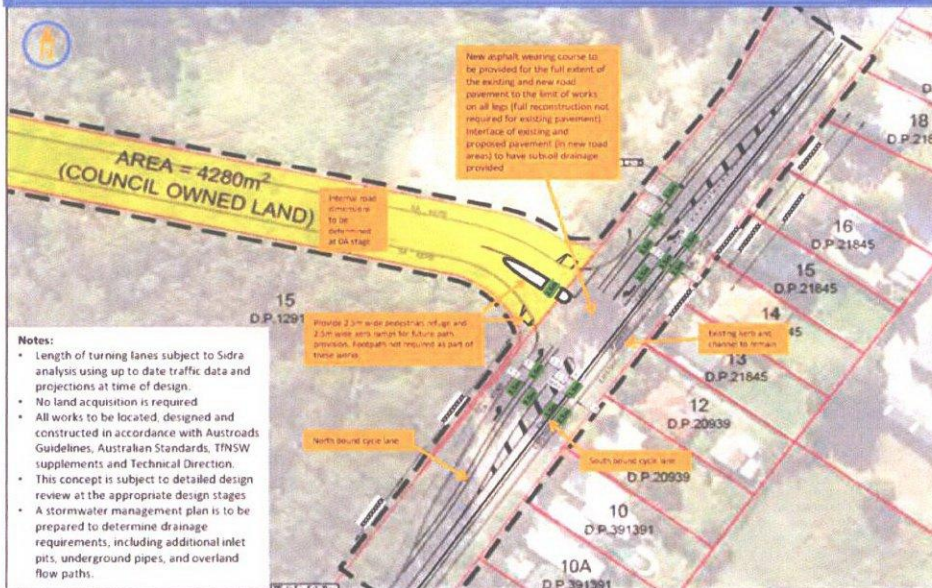 New asphalt wearing course to
be provided for the full extent of
the existing and new road
pavement to the limit of works
on all legs (full reconstruction not
required for existing pavement).
Interface of existing and
proposed pavement (in new road
areas) to have subsoil drainage
provided
AREA = 4280m²
(COUNCIL OWNED LAND)
Internal road
dimensions
to be
determined
at DA stage
18
D.P.218
16
D.P.21845
15
D.P.21845
14
45
13
D.P.21845
12
D.P.20939
D.P.20939
10
D.P.391391
10A
D.P.391391
15
D.P.1291
Provide 2.5m wide pedestrian refuge and
2.5m wide kerb ramps for future path
provision. Footpath not required as part of
these works.
Existing kerb and
channel to remain
North bound cycle lane
South bound cycle lane
Notes:
• Length of turning lanes subject to Sidra
analysis using up to date traffic data and
projections at time of design.
• No land acquisition is required
• All works to be located, designed and
constructed in accordance with Austroads
Guidelines, Australian Standards, TfNSW
supplements and Technical Direction.
• This concept is subject to detailed design
review at the appropriate design stages
• A stormwater management plan is to be
prepared to determine drainage
requirements, including additional inlet
pits, underground pipes, and overland
flow paths.